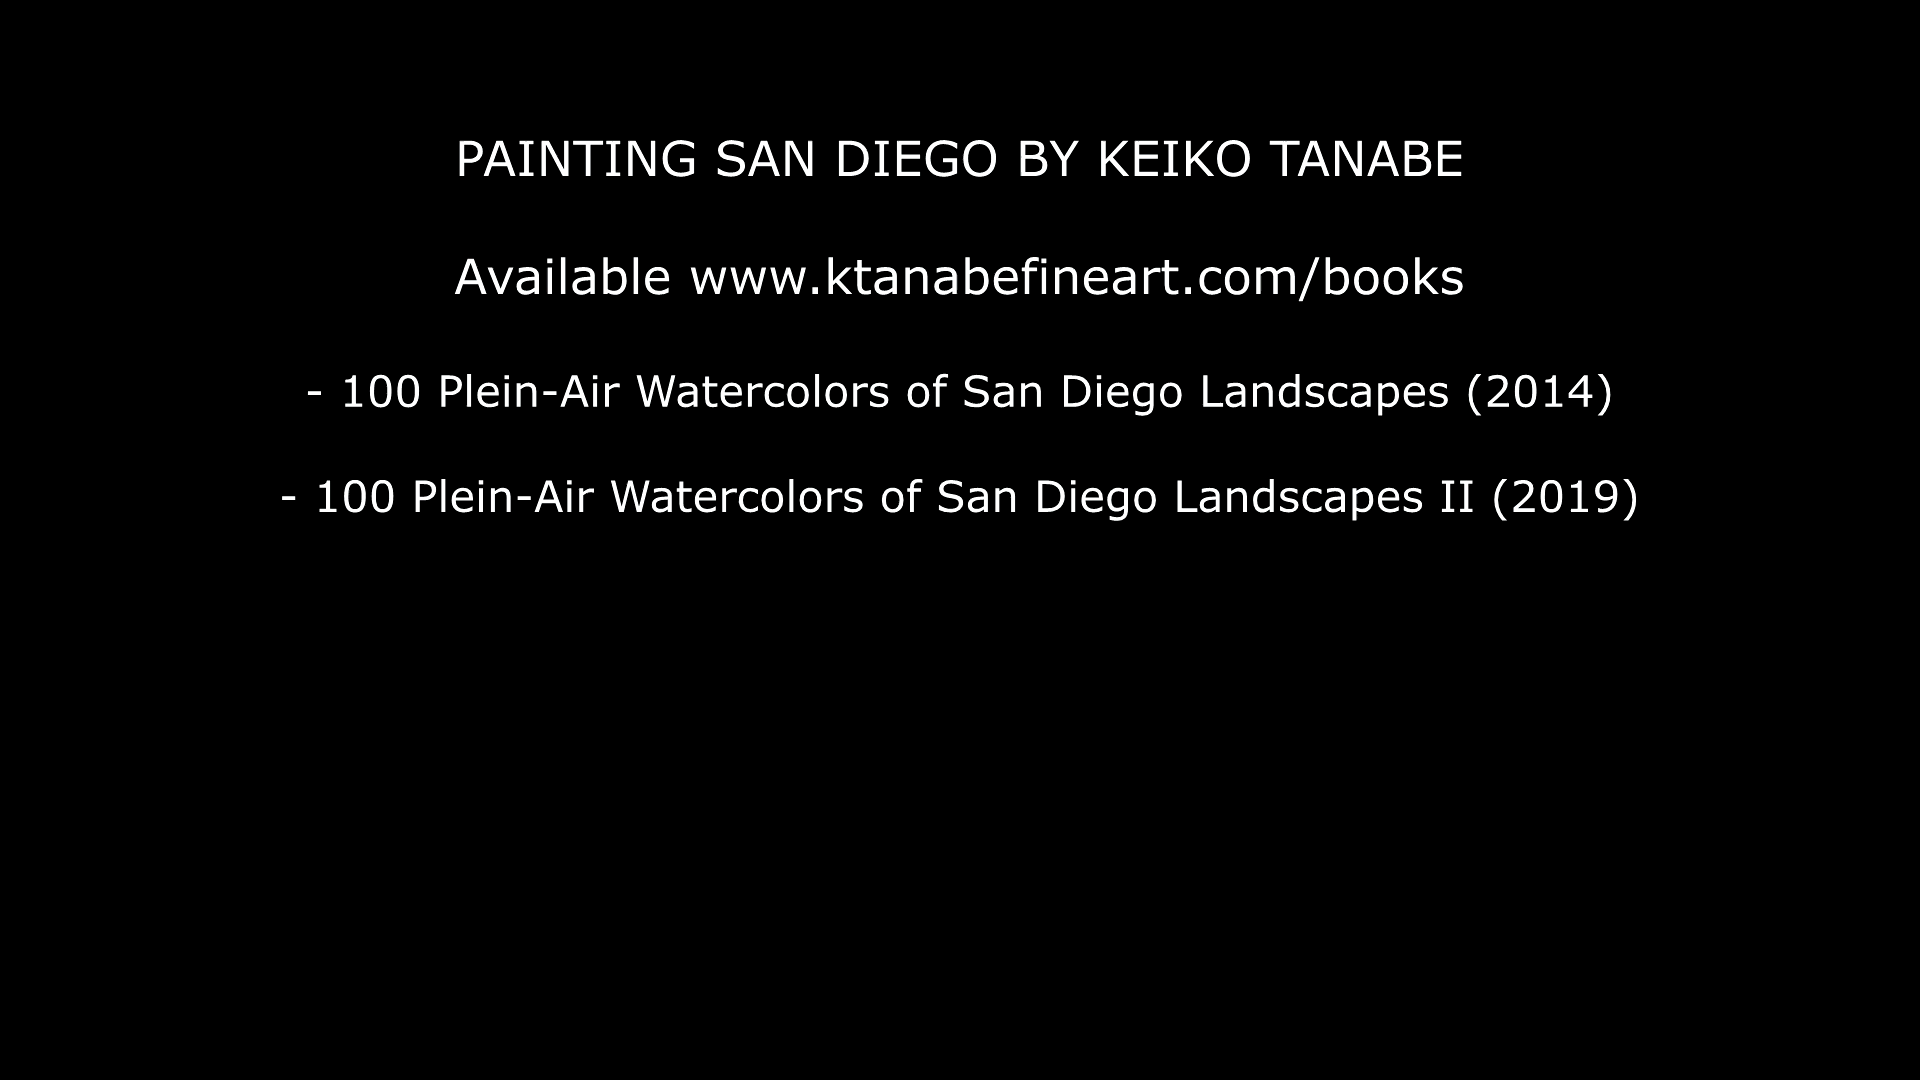 PAINTING SAN DIEGO BY KEIKO TANABE
Available www.ktanabefineart.com/books
- 100 Plein-Air Watercolors of San Diego Landscapes (2014)
- 100 Plein-Air Watercolors of San Diego Landscapes II (2019)